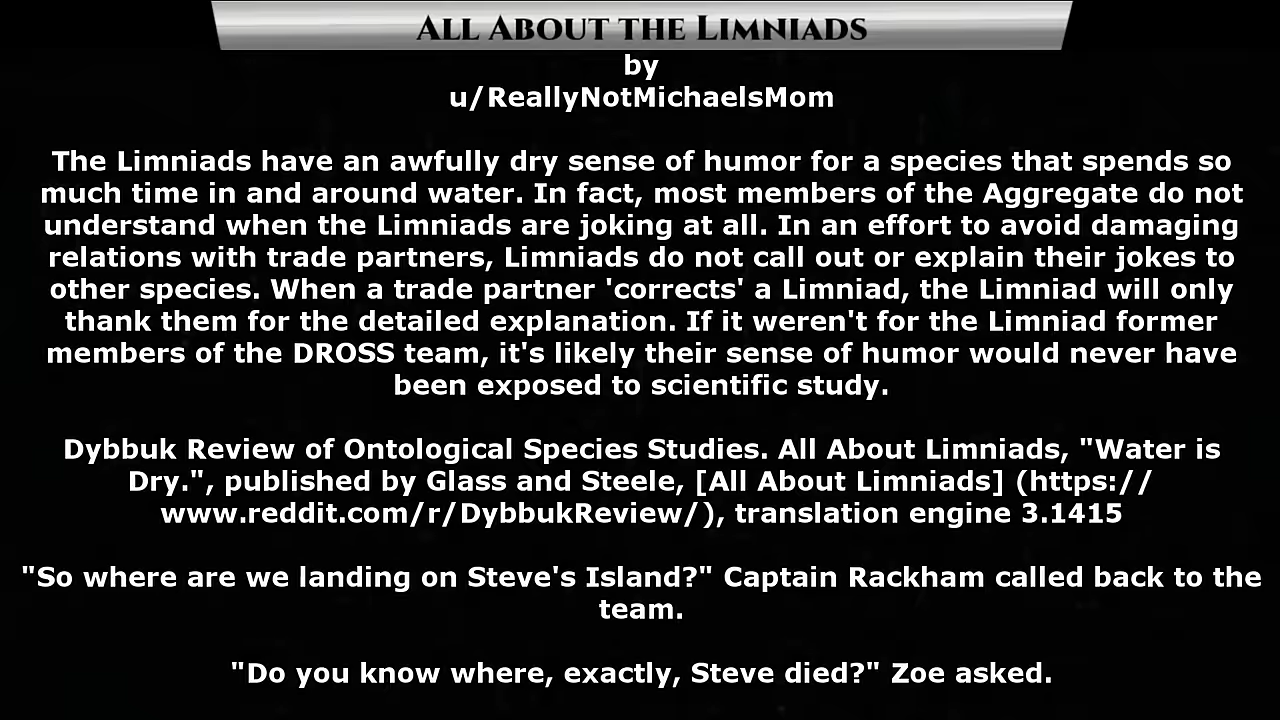 All About the Limniads
by
u/ReallyNotMichaelsMom
The Limniads have an awfully dry sense of humor for a species that spends so
much time in and around water. In fact, most members of the Aggregate do not
understand when the Limniads are joking at all. In an effort to avoid damaging
relations with trade partners, Limniads do not call out or explain their jokes to
other species. When a trade partner 'corrects' a Limniad, the Limniad will only
thank them for the detailed explanation. If it weren't for the Limniad former
members of the DROSS team, it's likely their sense of humor would never have
been exposed to scientific study.
Dybbuk Review of Ontological Species Studies. All About Limniads, "Water is
Dry.", published by Glass and Steele, [All About Limniads] (https://
www.reddit.com/r/DybbukReview/), translation engine 3.1415
"So where are we landing on Steve's Island?" Captain Rackham called back to the
team.
"Do you know where, exactly, Steve died?" Zoe asked.